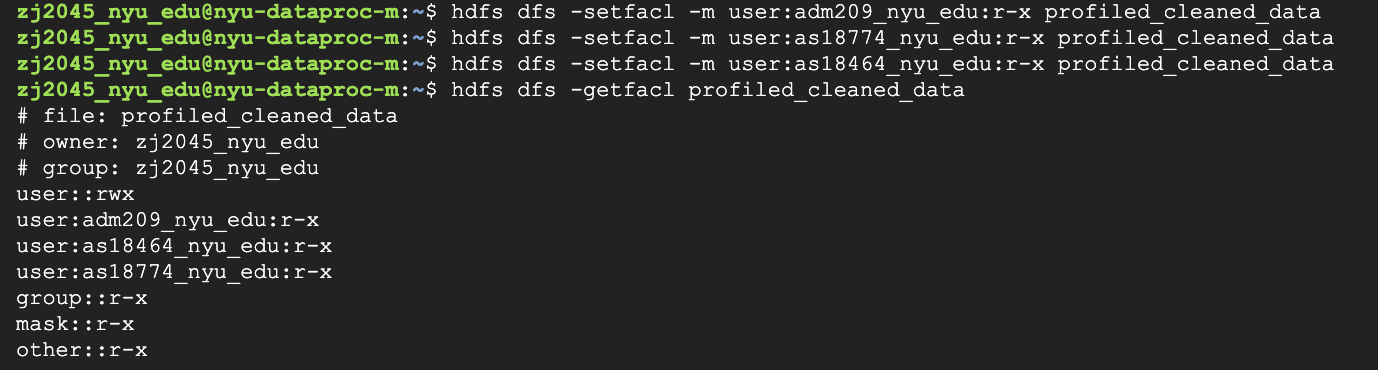 zj2045_nyu_edu@nyu-dataproc-m:~$ hdfs dfs -setfacl -m user:adm209_nyu_edu:r-x profiled_cleaned_data
zj2045_nyu_edu@nyu-dataproc-m:~$ hdfs dfs -setfacl -m user:as18774_nyu_edu:r-x profiled_cleaned_data
zj2045_nyu_edu@nyu-dataproc-m:~$ hdfs dfs -setfacl -m user:as18464_nyu_edu:r-x profiled_cleaned_data
zj2045_nyu_edu@nyu-dataproc-m:~$ hdfs dfs -getfacl profiled_cleaned_data
# file: profiled_cleaned_data
# owner: zj2045_nyu_edu
# group: zj2045_nyu_edu
user::rwx
user:adm209_nyu_edu:r-x
user:as18464_nyu_edu:r-x
user:as18774_nyu_edu:r-x
group::r-x
mask::r-x
other::r-x